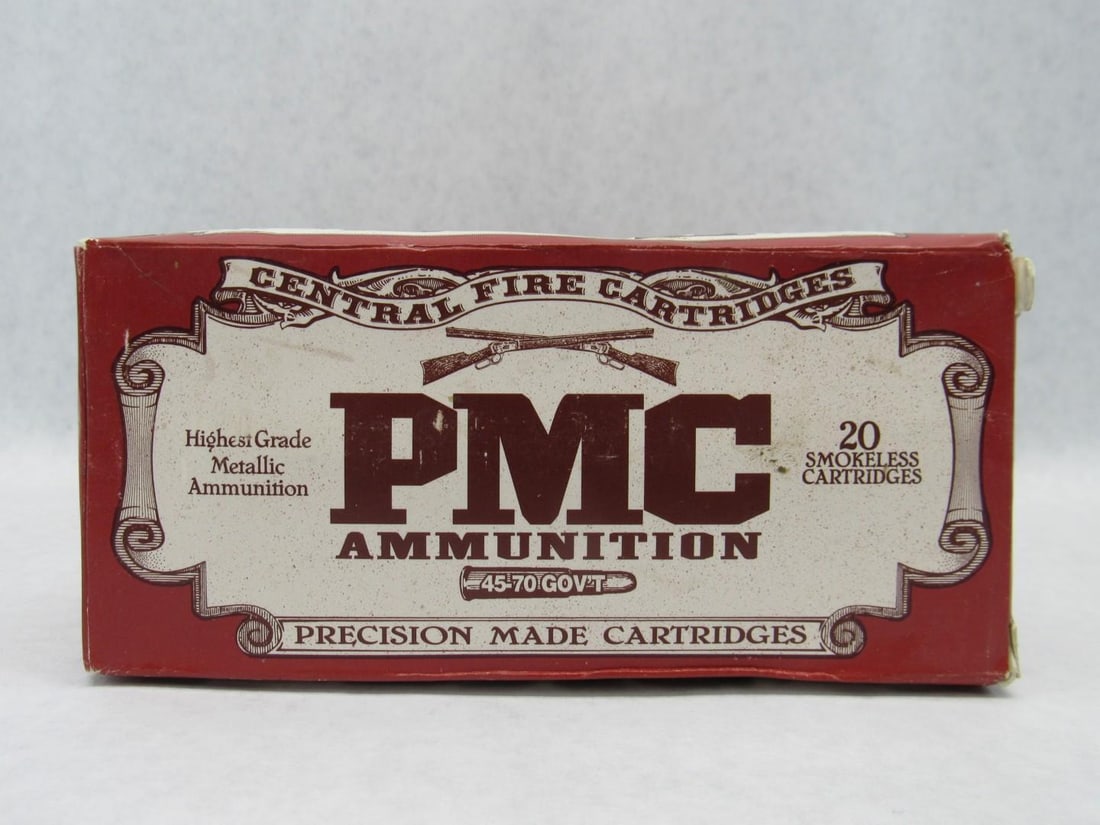 CENTRAL FIRE CARTRIDGES
PMC
AMMUNITION
45-70 GOV'T
Highest Grade
Metallic
Ammunition
20
SMOKELESS
CARTRIDGES
PRECISION MADE CARTRIDGES